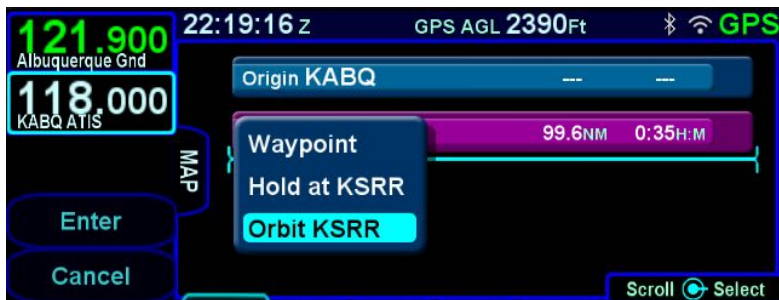 121.900
Albuquerque Gnd
118.000
KABQ ATIS
22:19:16 Z
GPS AGL 2390Ft
GPS
Origin KABQ --- ---
99.6NM 0:35H:M
MAP
Waypoint
Hold at KSRR
Orbit KSRR
Enter
Cancel
Scroll Select